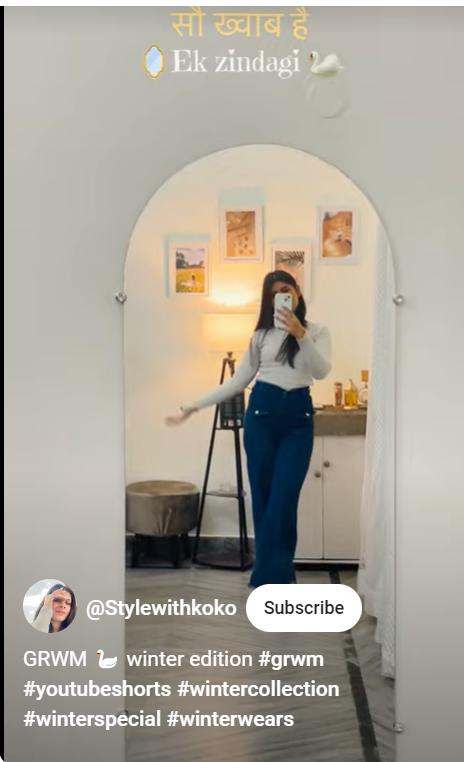 सौ ख्वाब है
Ek zindagi
@Stylewithkoko Subscribe
GRWM 🦢 winter edition #grwm
#youtubeshorts #wintercollection
#winterspecial #winterwears